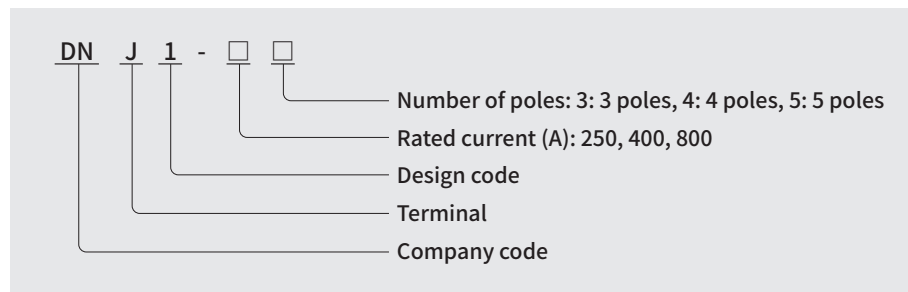 DN J 1 - □ □
Number of poles: 3: 3 poles, 4: 4 poles, 5: 5 poles
Rated current (A): 250, 400, 800
Design code
Terminal
Company code